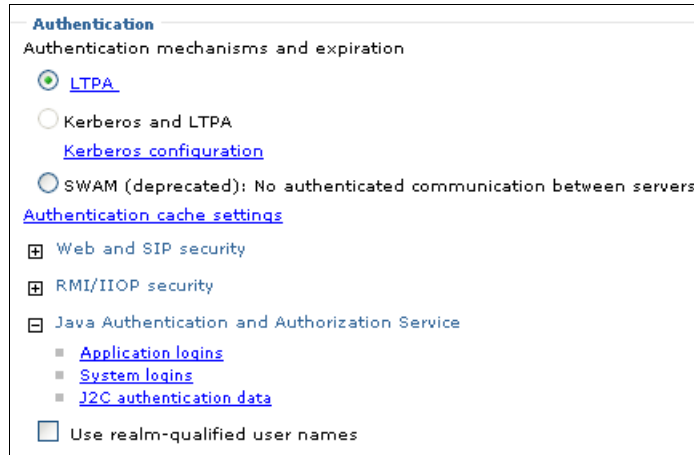 Authentication
Authentication mechanisms and expiration
LTPA
Kerberos and LTPA
Kerberos configuration
SWAM (deprecated): No authenticated communication between servers
Authentication cache settings
Web and SIP security
RMI/IIOP security
Java Authentication and Authorization Service
Application logins
System logins
J2C authentication data
Use realm-qualified user names